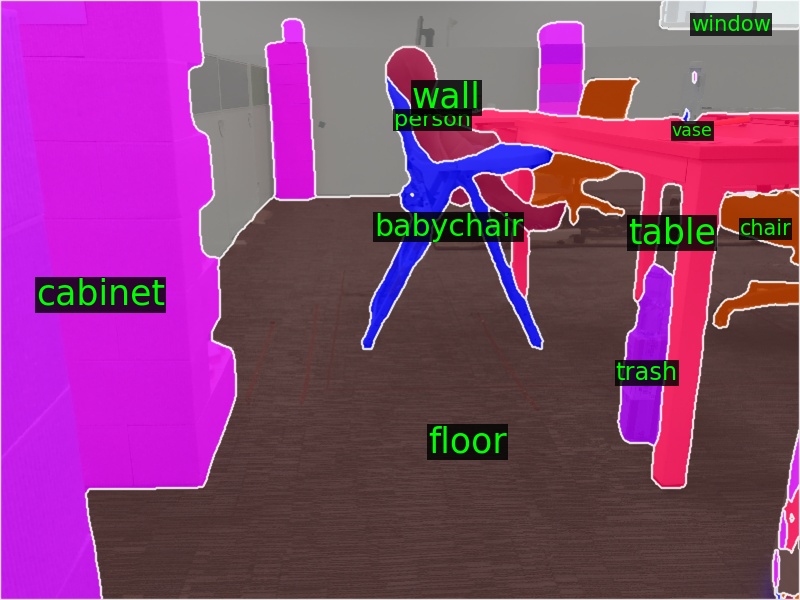 window
wall
person
vase
babychair
table
chair
cabinet
trash
floor